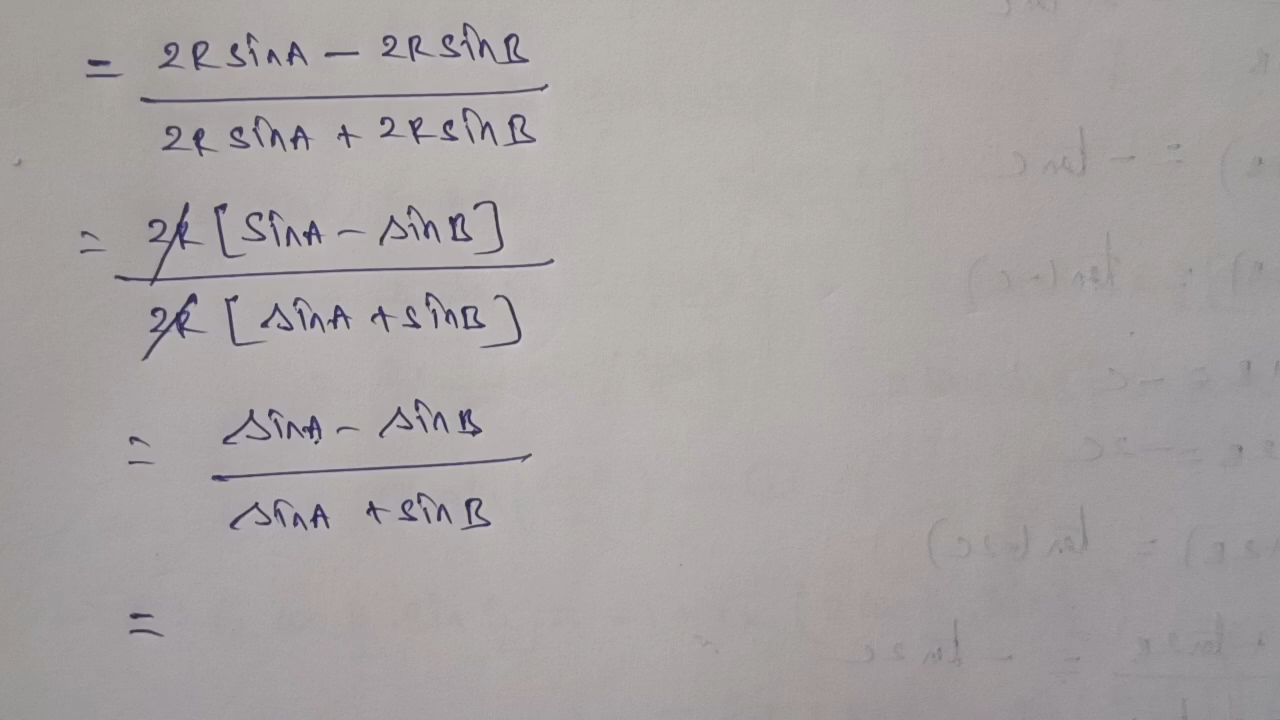 = 2R sinA - 2R sinB
2R sinA + 2R sinB
= 2R [sinA - sinB]
2R [sinA + sinB]
= sinA - sinB
sinA + sinB
=